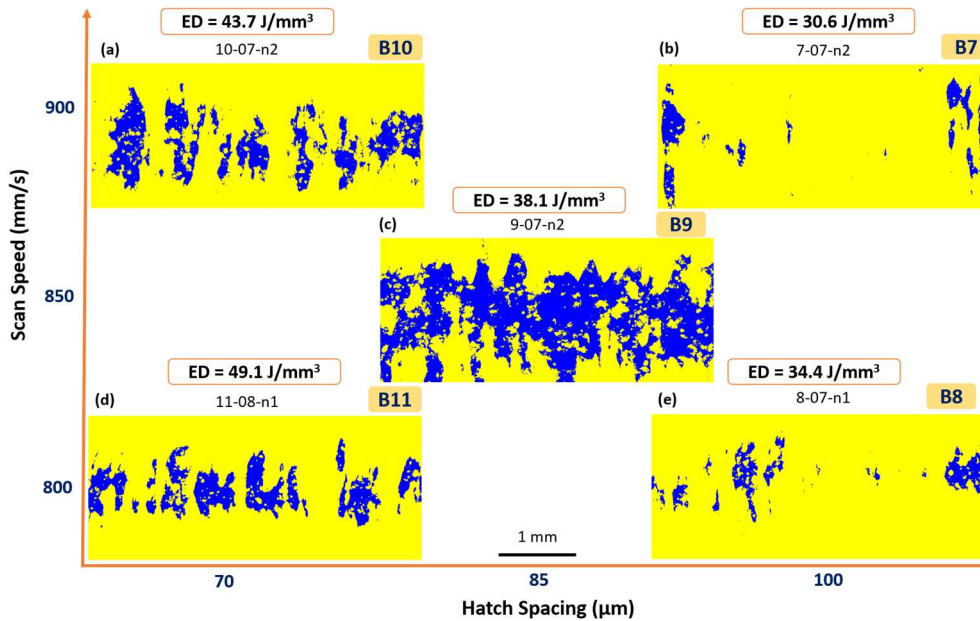 ED = 43.7 J/mm³
(a)
10-07-n2
B10
ED = 30.6 J/mm³
(b)
7-07-n2
B7
900
ED = 38.1 J/mm³
(c)
9-07-n2
B9
Scan Speed (mm/s)
850
ED = 49.1 J/mm³
(d)
11-08-n1
B11
ED = 34.4 J/mm³
(e)
8-07-n1
B8
800
1 mm
70
85
100
Hatch Spacing (μm)